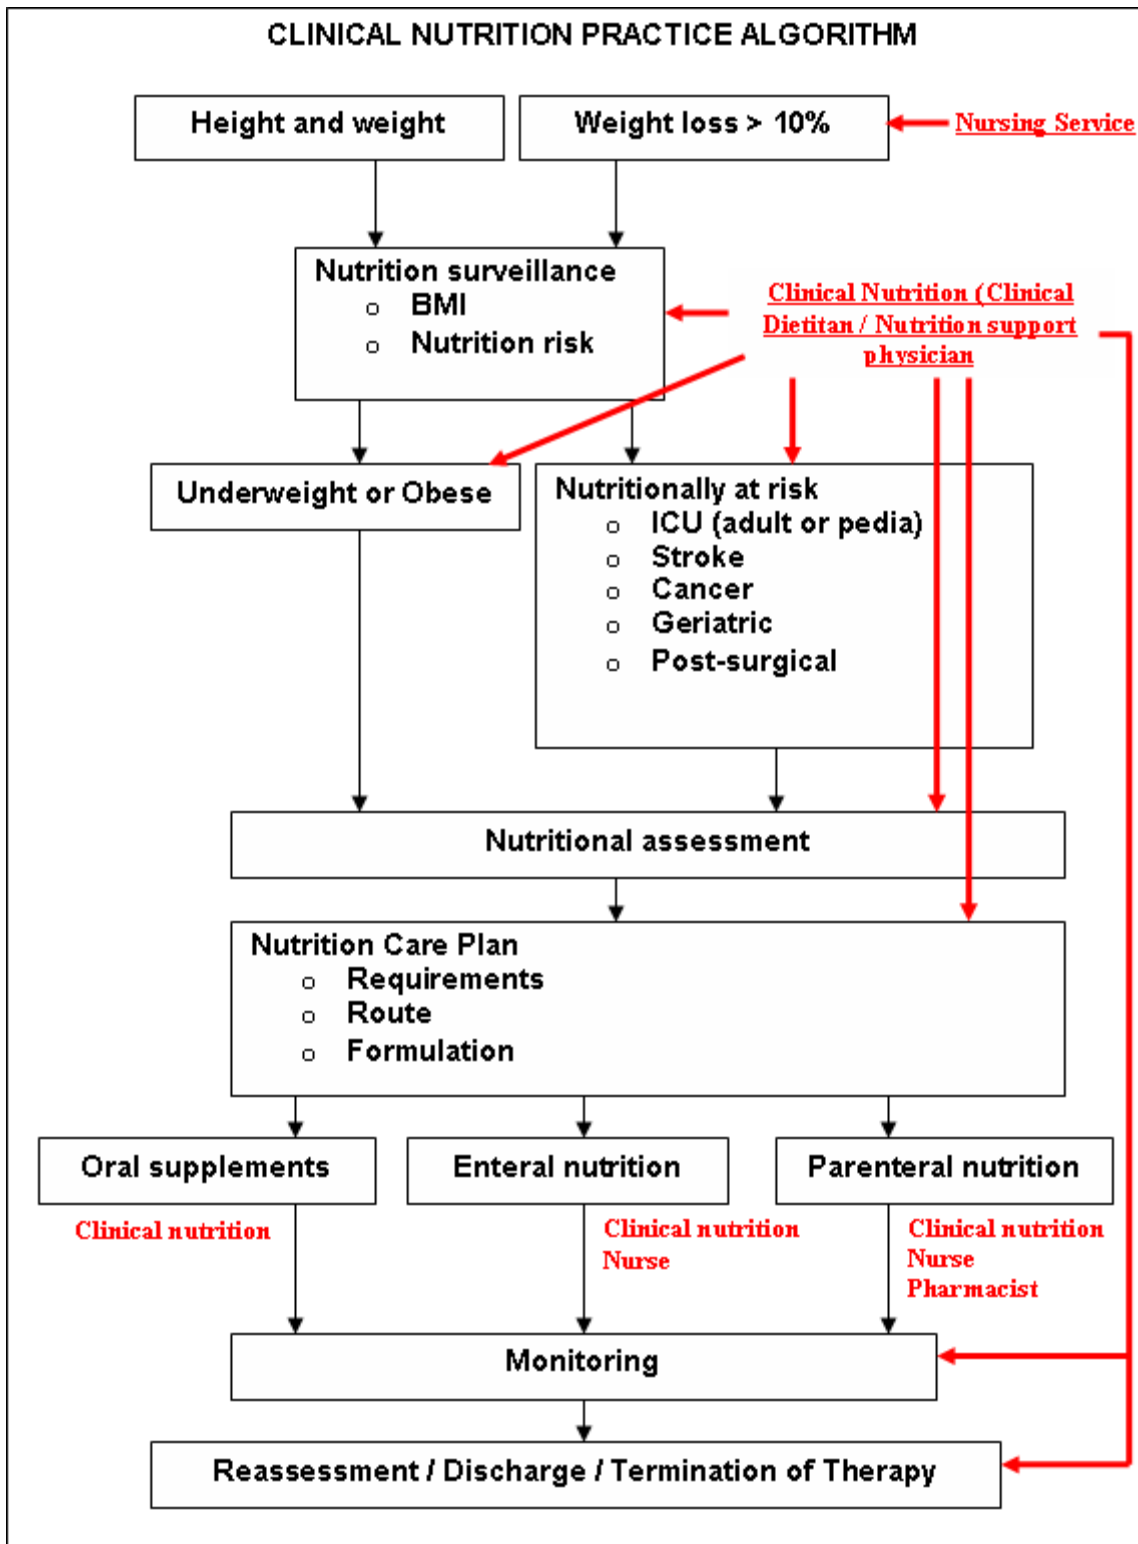 CLINICAL NUTRITION PRACTICE ALGORITHM
Height and weight
Weight loss > 10%
Nursing Service
Nutrition surveillance
o BMI
o Nutrition risk
Clinical Nutrition (Clinical
Dietitan / Nutrition support
physician
Underweight or Obese
Nutritionally at risk
o ICU (adult or pedia)
o Stroke
o Cancer
o Geriatric
o Post-surgical
Nutritional assessment
Nutrition Care Plan
o Requirements
o Route
o Formulation
Oral supplements
Enteral nutrition
Parenteral nutrition
Clinical nutrition
Clinical nutrition
Nurse
Clinical nutrition
Nurse
Pharmacist
Monitoring
Reassessment / Discharge / Termination of Therapy